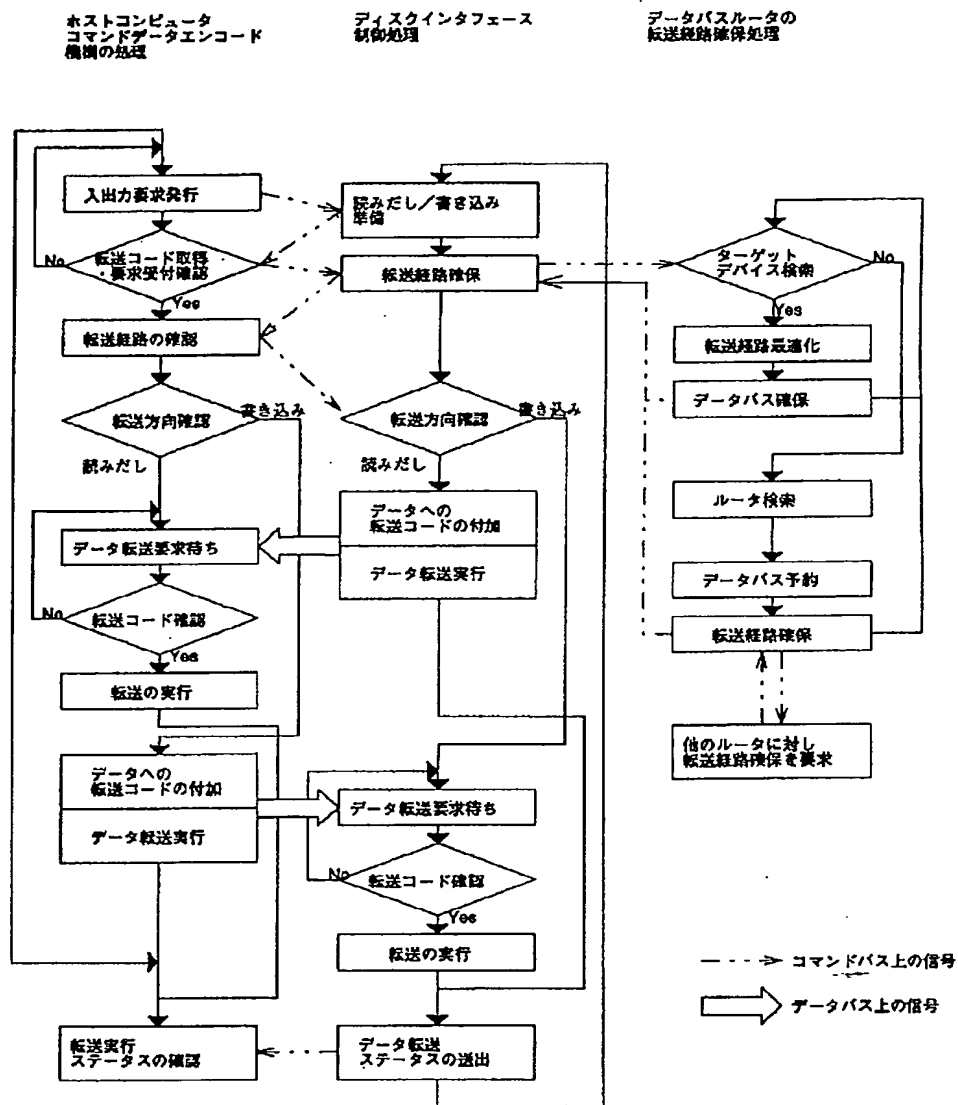 ホストコンピュータ
コマンドデータエンコード
機構の処理
ディスクインタフェース
制御処理
データバスルータの
転送経路確保処理
入出力要求発行
No
転送コード取得
・要求受付確認
Yes
転送経路の確認
転送方向確認
書き込み
読みだし
データ転送要求待ち
No
転送コード確認
Yes
転送の実行
データへの
転送コードの付加
データ転送実行
転送実行
ステータスの確認
読みだし/書き込み
準備
転送経路確保
転送方向確認
書き込み
読みだし
データへの
転送コードの付加
データ転送実行
データ転送要求待ち
No
転送コード確認
Yes
転送の実行
データ転送
ステータスの送出
ターゲット
デバイス検索
No
Yes
転送経路最適化
データバス確保
ルータ検索
データバス予約
転送経路確保
他のルータに対し
転送経路確保を要求
コマンドバス上の信号
データバス上の信号